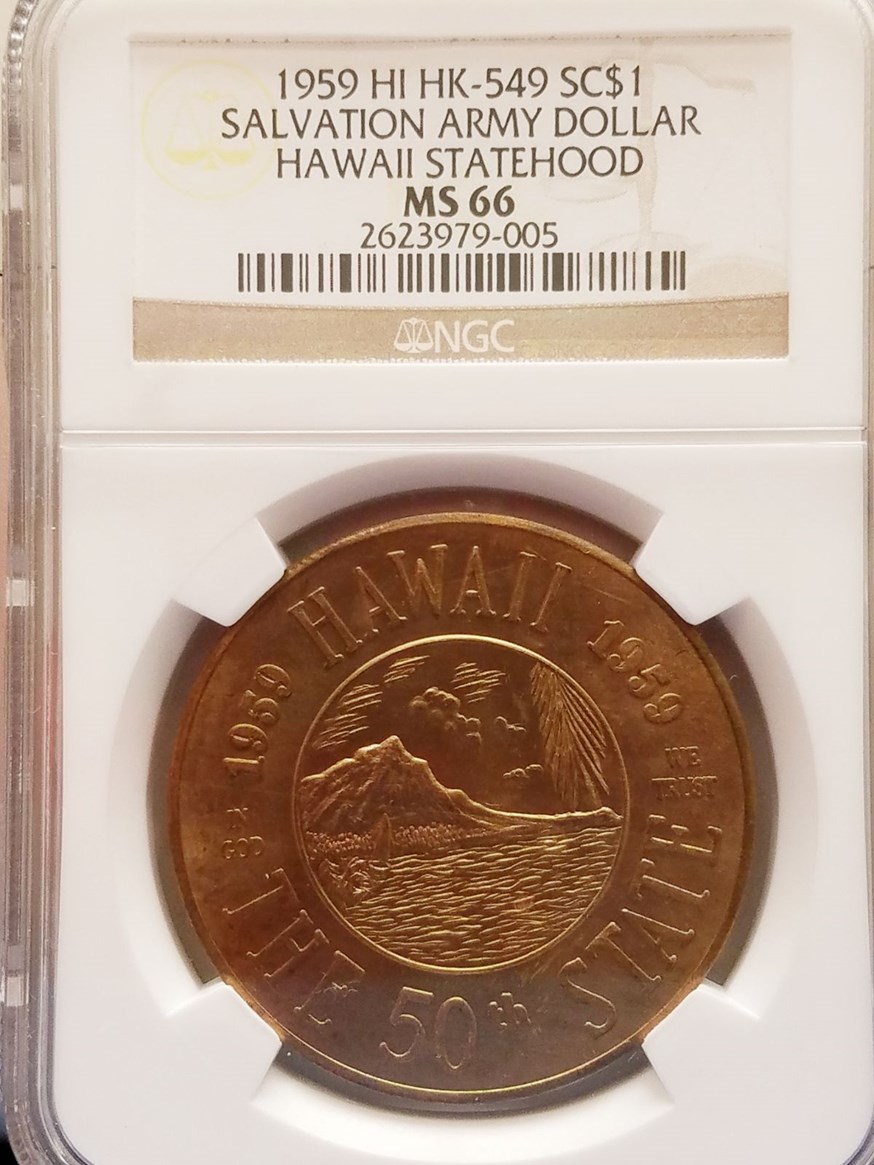 1959 HI HK-549 SC$1
SALVATION ARMY DOLLAR
HAWAII STATEHOOD
MS 66
2623979-005
NGC
NGC
HAWAII
1959
1959
IN
GOD
WE
TRUST
THE 50th STATE